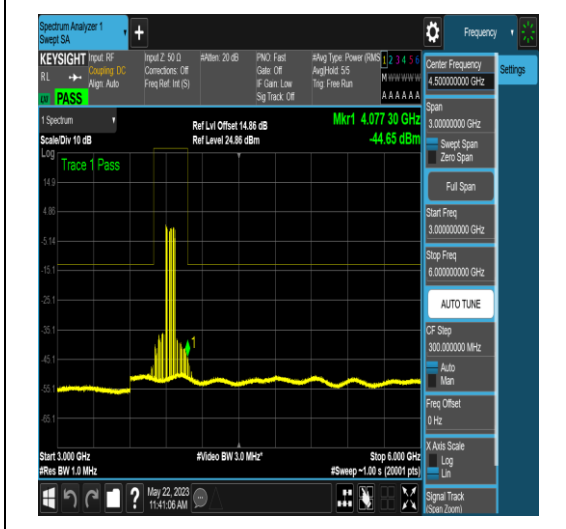 Spectrum Analyzer 1
Swept SA
+
Frequency
KEYSIGHT
Input: RF
Coupling: DC
Align: Auto
Input Z: 50 Ω
Corrections: Off
Freq Ref: Int (S)
#Atten: 20 dB
PNO: Fast
Gate: Off
IF Gain: Low
Sig Track: Off
#Avg Type: Power (RMS)
Avg|Hold: 5/5
Trig: Free Run
1 2 3 4 5 6
M W W W W W
A A A A A A
RL
PASS
1 Spectrum
Scale/Div 10 dB
Ref Lvl Offset 14.86 dB
Ref Level 24.86 dBm
Mkr1 4.077 30 GHz
-44.65 dBm
Log
Trace 1 Pass
14.9
4.86
-5.14
-15.1
-25.1
-35.1
-45.1
-55.1
-65.1
1
Start 3.000 GHz
#Res BW 1.0 MHz
#Video BW 3.0 MHz*
Stop 6.000 GHz
#Sweep ~1.00 s (20001 pts)
Center Frequency
4.500000000 GHz
Settings
Span
3.00000000 GHz
Swept Span
Zero Span
Full Span
Start Freq
3.000000000 GHz
Stop Freq
6.000000000 GHz
AUTO TUNE
CF Step
300.000000 MHz
Auto
Man
Freq Offset
0 Hz
X Axis Scale
Log
Lin
Signal Track
(Span Zoom)
?
May 22, 2023
11:41:06 AM